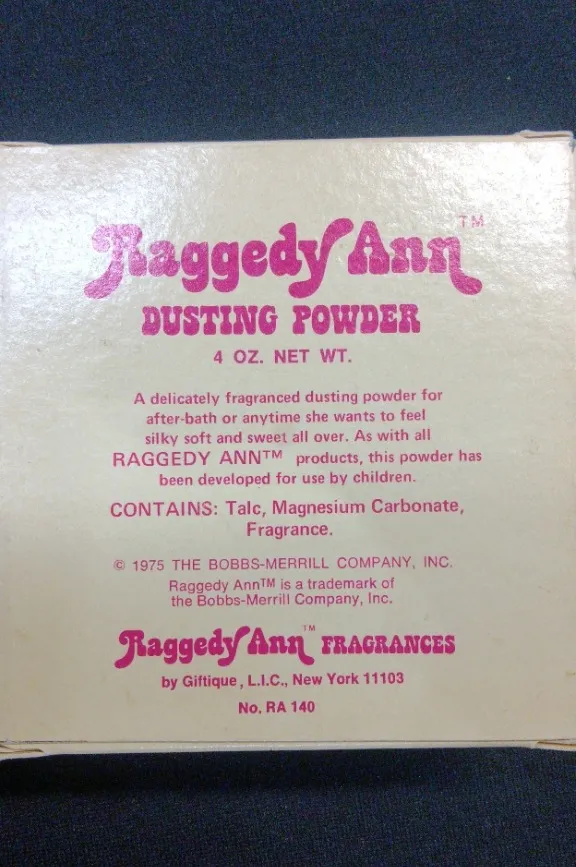 Raggedy Ann™
DUSTING POWDER
4 OZ. NET WT.
A delicately fragranced dusting powder for
after-bath or anytime she wants to feel
silky soft and sweet all over. As with all
RAGGEDY ANN™ products, this powder has
been developed for use by children.
CONTAINS: Talc, Magnesium Carbonate,
Fragrance.
© 1975 THE BOBBS-MERRILL COMPANY, INC.
Raggedy Ann™ is a trademark of
the Bobbs-Merrill Company, Inc.
Raggedy Ann™ FRAGRANCES
by Giftique, L.I.C., New York 11103
No. RA 140